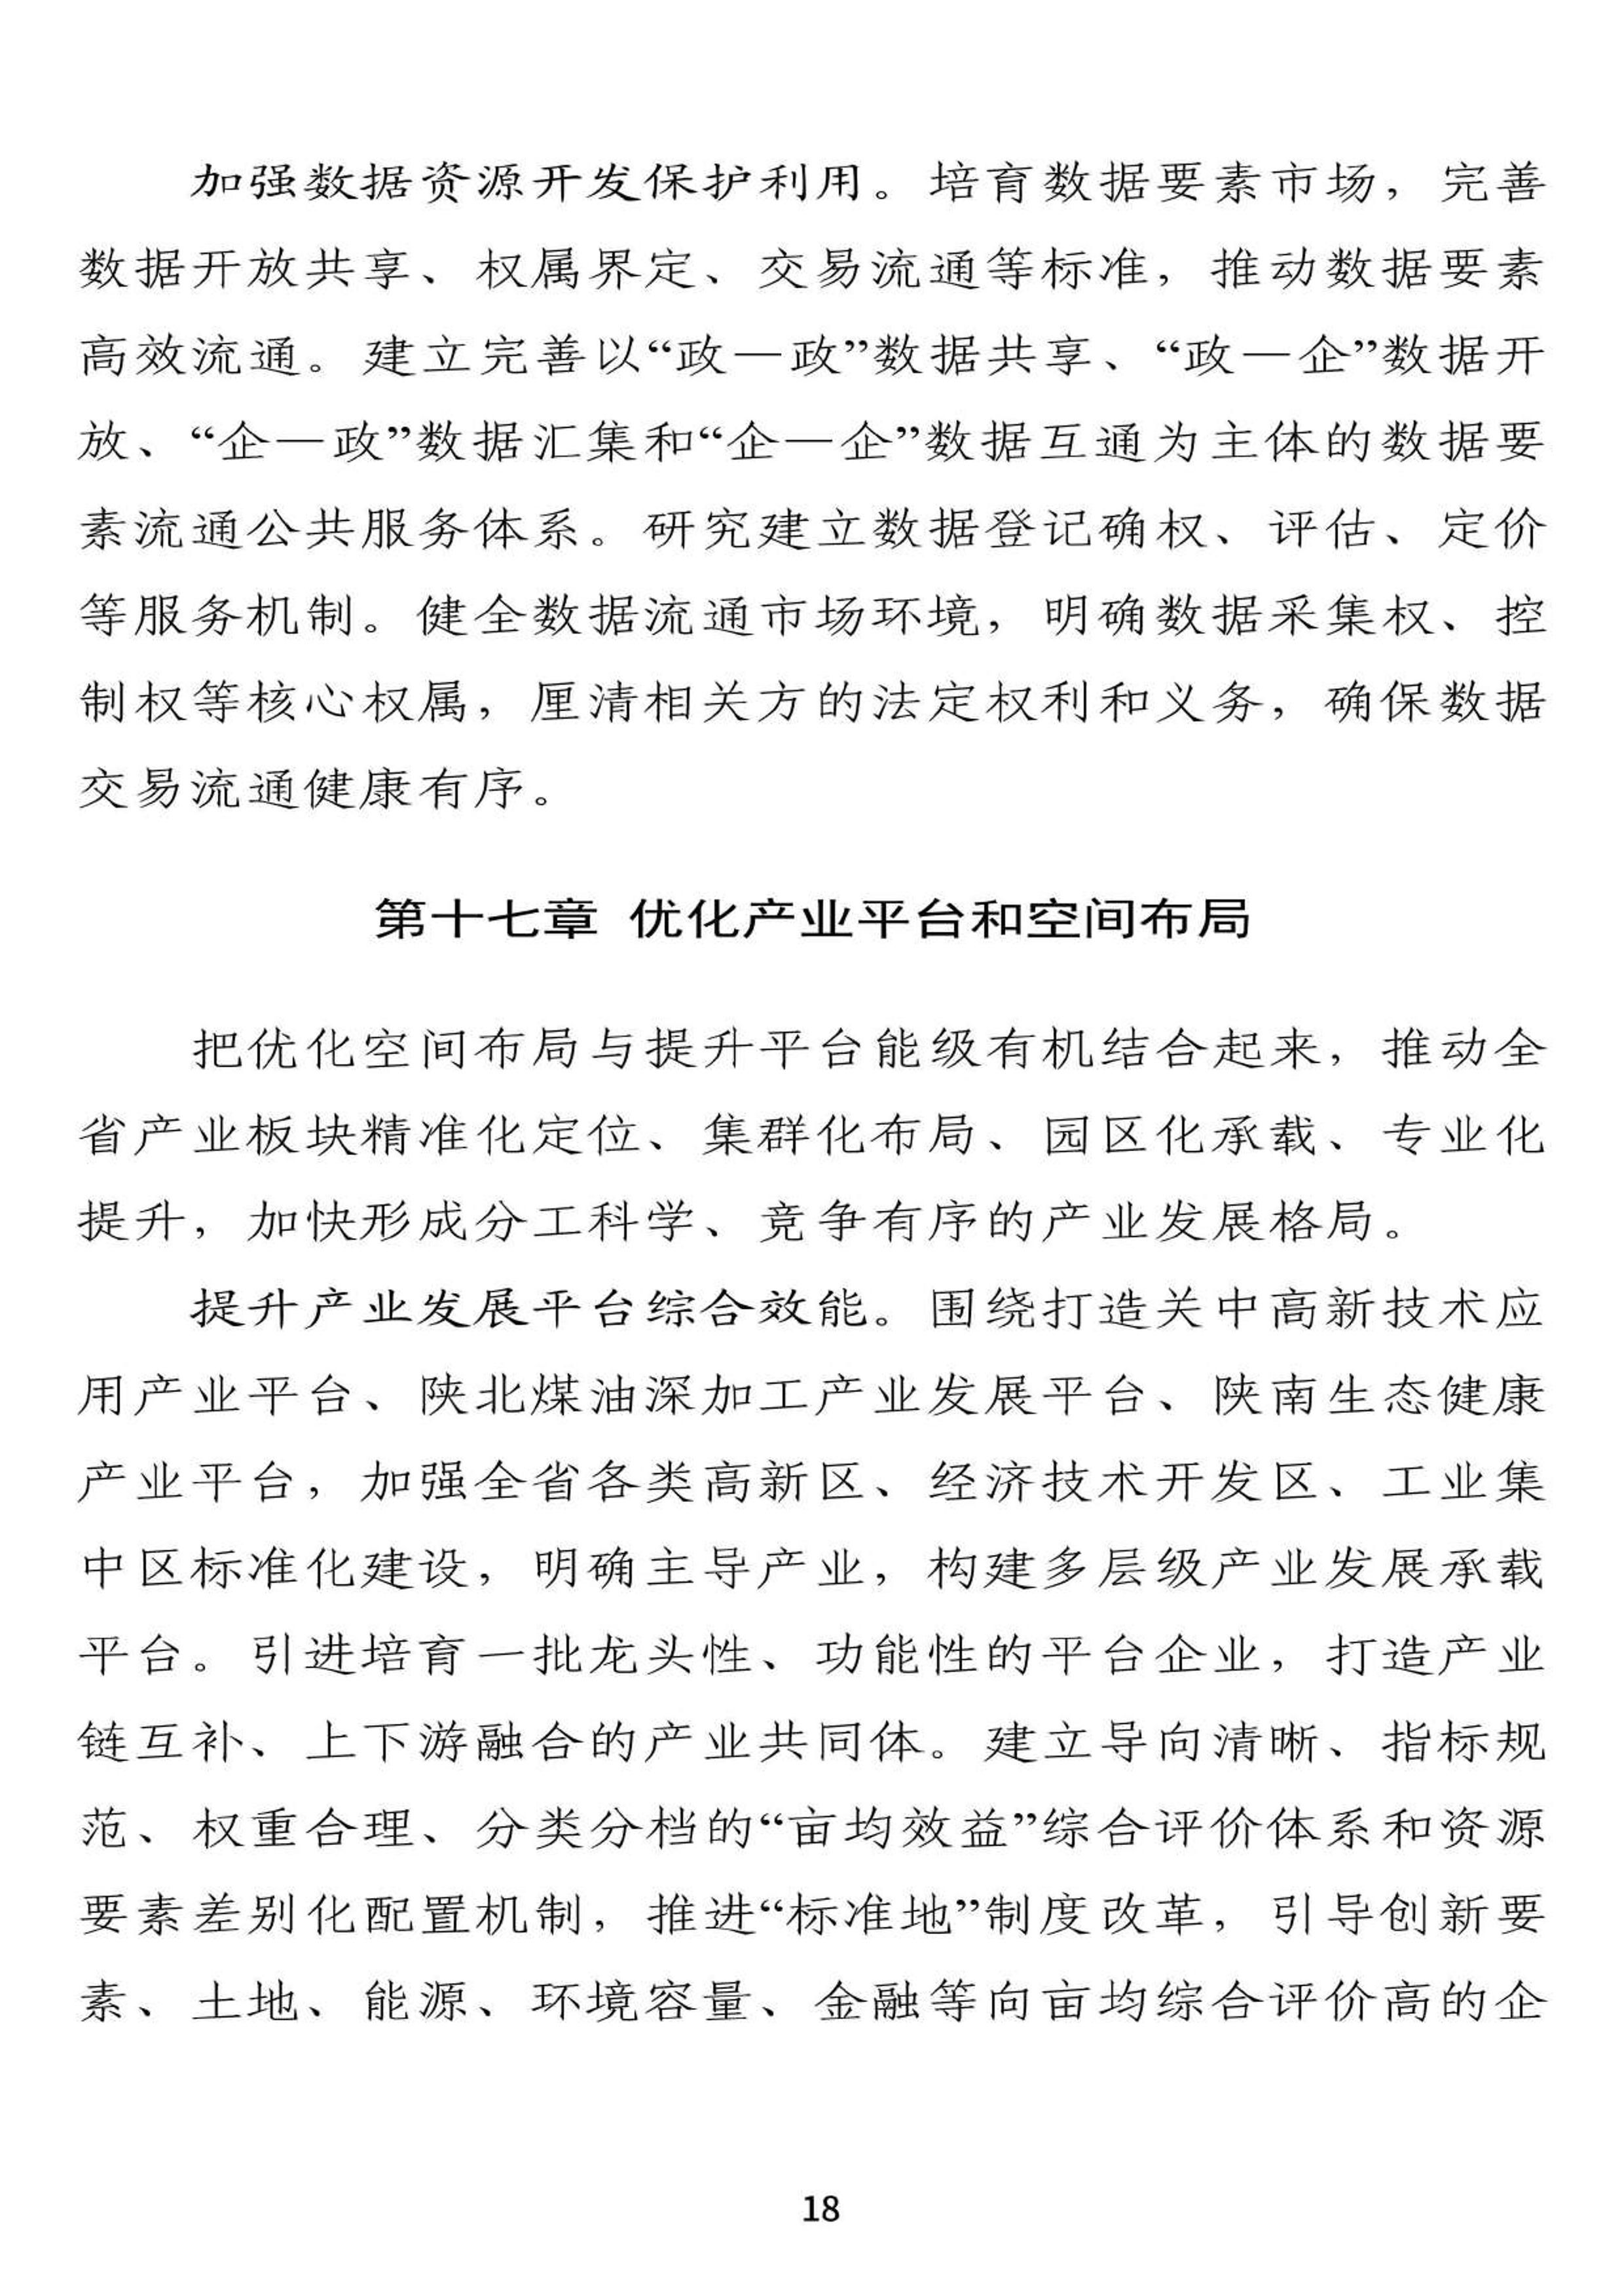 加强数据资源开发保护利用。培育数据要素市场，完善
数据开放共享、权属界定、交易流通等标准，推动数据要素
高效流通。建立完善以“政—政”数据共享、“政—企”数据开
放、“企—政”数据汇集和“企—企”数据互通为主体的数据要
素流通公共服务体系。研究建立数据登记确权、评估、定价
等服务机制。健全数据流通市场环境，明确数据采集权、控
制权等核心权属，厘清相关方的法定权利和义务，确保数据
交易流通健康有序。
第十七章 优化产业平台和空间布局
把优化空间布局与提升平台能级有机结合起来，推动全
省产业板块精准化定位、集群化布局、园区化承载、专业化
提升，加快形成分工科学、竞争有序的产业发展格局。
提升产业发展平台综合效能。围绕打造关中高新技术应
用产业平台、陕北煤油深加工产业发展平台、陕南生态健康
产业平台，加强全省各类高新区、经济技术开发区、工业集
中区标准化建设，明确主导产业，构建多层级产业发展承载
平台。引进培育一批龙头性、功能性的平台企业，打造产业
链互补、上下游融合的产业共同体。建立导向清晰、指标规
范、权重合理、分类分档的“亩均效益”综合评价体系和资源
要素差别化配置机制，推进“标准地”制度改革，引导创新要
素、土地、能源、环境容量、金融等向亩均综合评价高的企
18